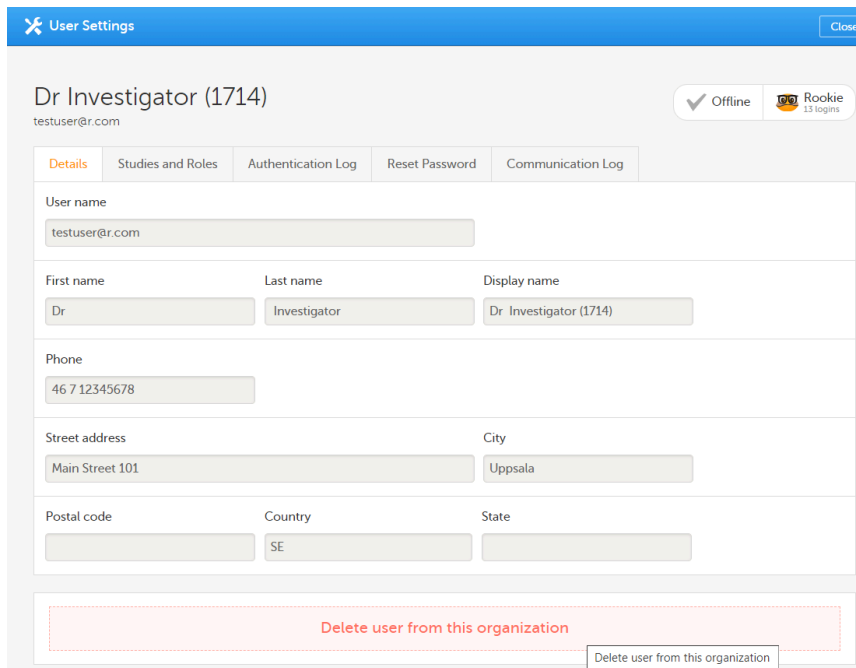 User Settings
Close
Dr Investigator (1714)
testuser@r.com
Offline
Rookie
13 logins
Details Studies and Roles Authentication Log Reset Password Communication Log
User name
testuser@r.com
First name Last name Display name
Dr Investigator Dr Investigator (1714)
Phone
46 7 12345678
Street address City
Main Street 101 Uppsala
Postal code Country State
SE
Delete user from this organization
Delete user from this organization